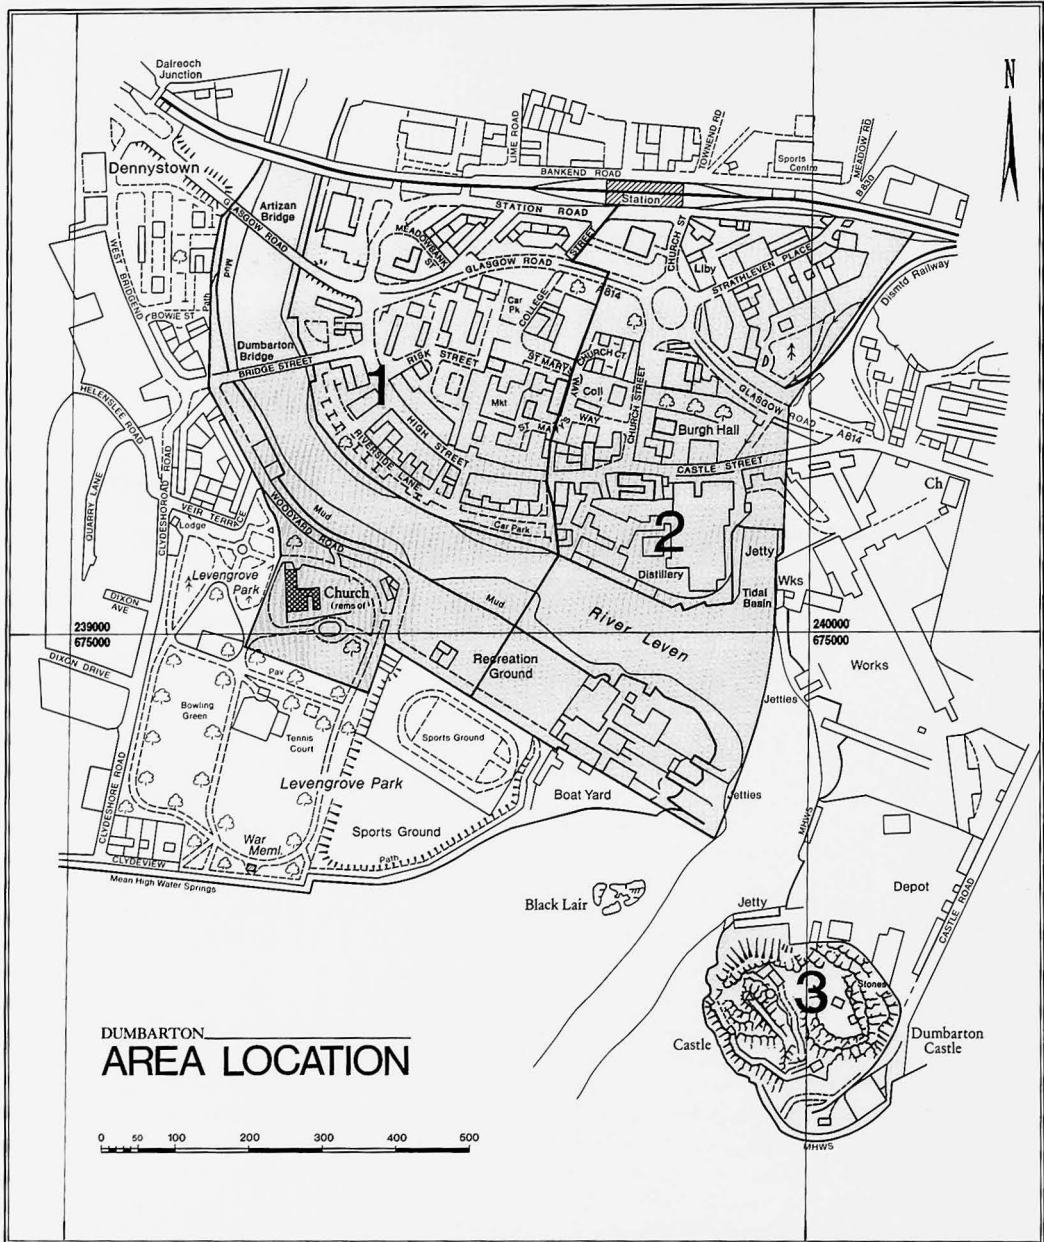 Dalreoch
Junction
N
LIME ROAD
TOWNEND RD
MEADOW RD
B830
Sports
Centre
BANKEND ROAD
Station
Dennystown
Artizan
Bridge
GLASGOW ROAD
STATION ROAD
MEADOWBANK
ST
STREET
CHURCH ST
Liby
STRATHLEVEN PLACE
Dismtd Railway
WEST BRIDGEND
Mud
Path
BOWIE ST
GLASGOW ROAD
A814
Car
Pk
COLLEGE
Dumbarton
Bridge
BRIDGE STREET
RISK STREET
ST MARY'S
CHURCH CT
WAY
1
Mkt
Coll
CHURCH STREET
GLASGOW ROAD
A814
HELENSLEE ROAD
HIGH STREET
ST MARY'S
WAY
Burgh Hall
RIVERSIDE LANE
CASTLE STREET
Ch
QUARRY LANE
CLYDESHORE ROAD
VEIR TERRACE
WOODYARD ROAD
Mud
Car Park
2
Lodge
Jetty
Levengrove
Park
Distillery
Wks
Church
(rems of)
Mud
Tidal
Basin
DIXON
AVE
River Leven
239000
675000
240000
675000
DIXON DRIVE
Recreation
Ground
Works
Pav
Bowling
Green
Jetties
Tennis
Court
Sports Ground
Levengrove Park
Boat Yard
Jetties
CLYDESHORE ROAD
Sports Ground
MHWS
War
Meml.
Path
CLYDEVIEW
Mean High Water Springs
Depot
Black Lair
Jetty
CASTLE ROAD
3
Stones
Castle
Dumbarton
Castle
DUMBARTON
AREA LOCATION
0 50 100 200 300 400 500
MHWS